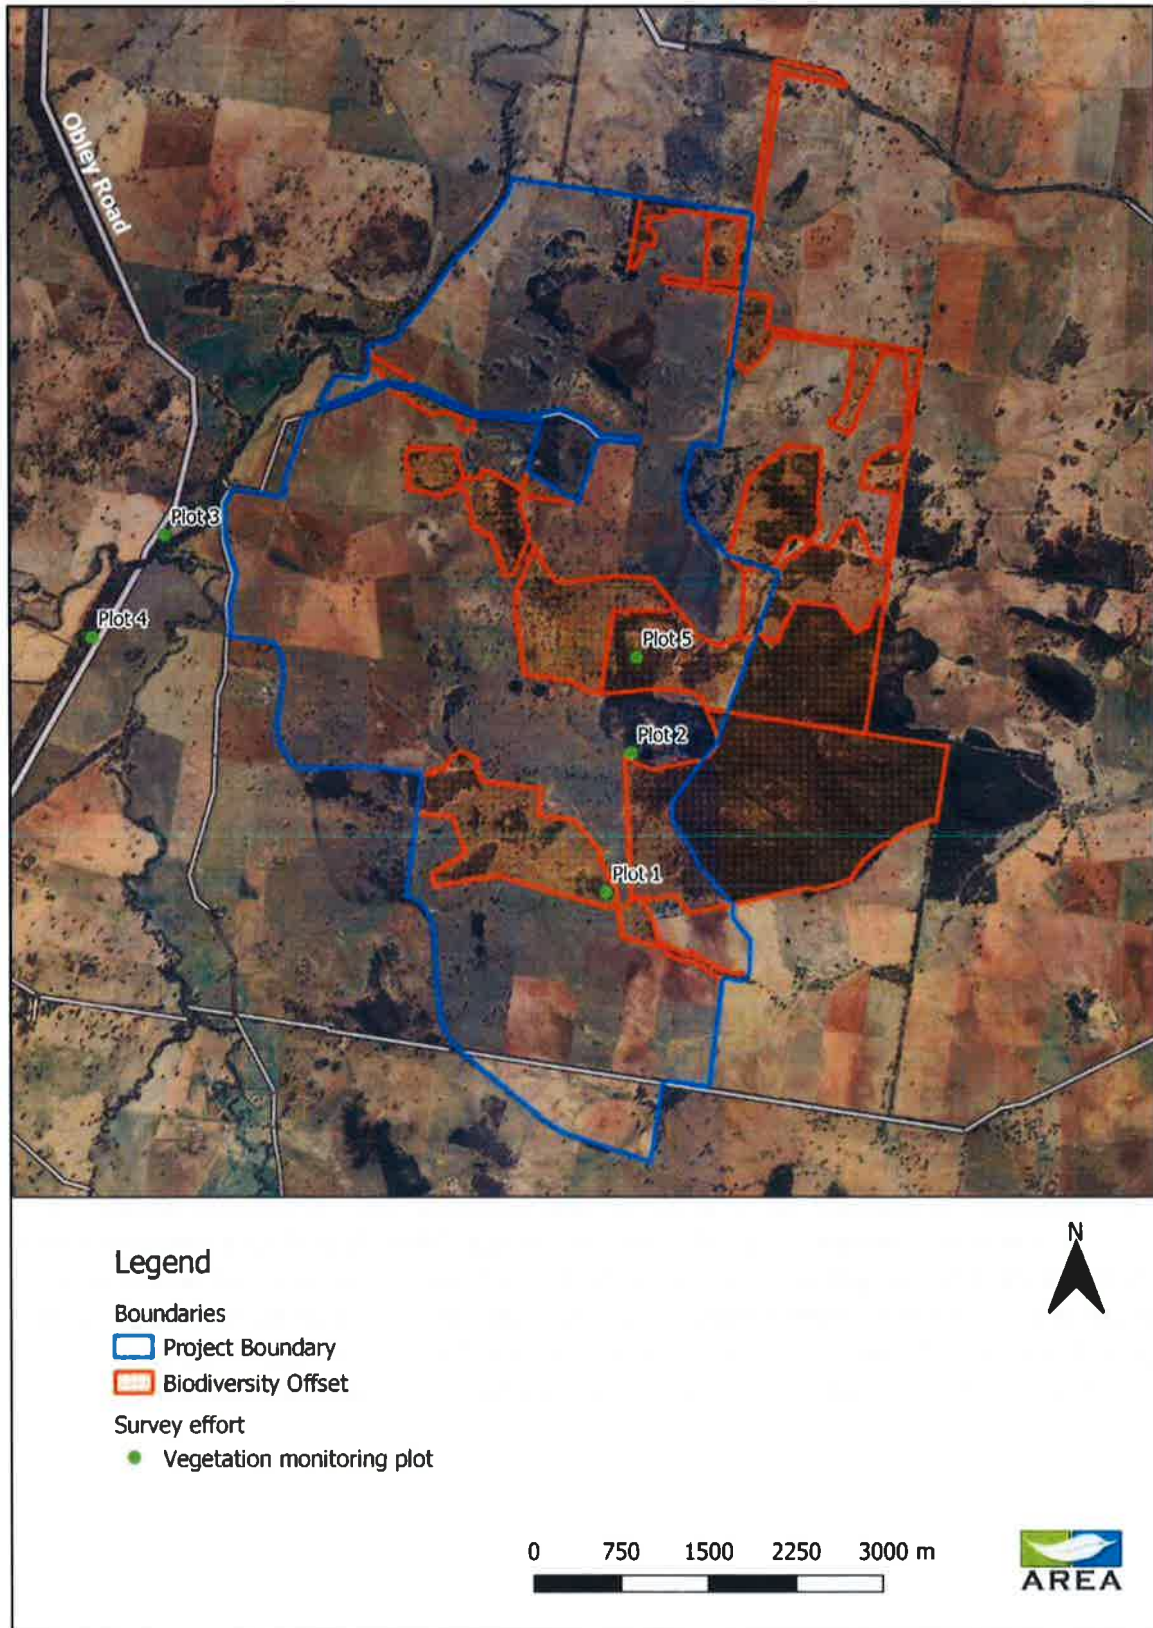 Obley Road
Plot 3
Plot 4
Plot 5
Plot 2
Plot 1
Legend
N
Boundaries
Project Boundary
Biodiversity Offset
Survey effort
Vegetation monitoring plot
0 750 1500 2250 3000 m
AREA